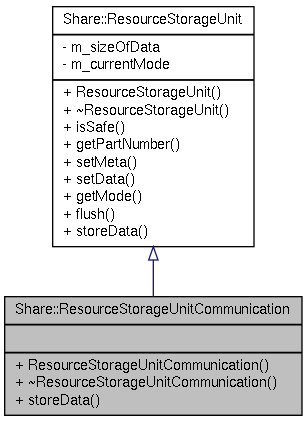 Share::ResourceStorageUnit
- m_sizeOfData
- m_currentMode
+ ResourceStorageUnit()
+ ~ResourceStorageUnit()
+ isSafe()
+ getPartNumber()
+ setMeta()
+ setData()
+ getMode()
+ flush()
+ storeData()
Share::ResourceStorageUnitCommunication
+ ResourceStorageUnitCommunication()
+ ~ResourceStorageUnitCommunication()
+ storeData()